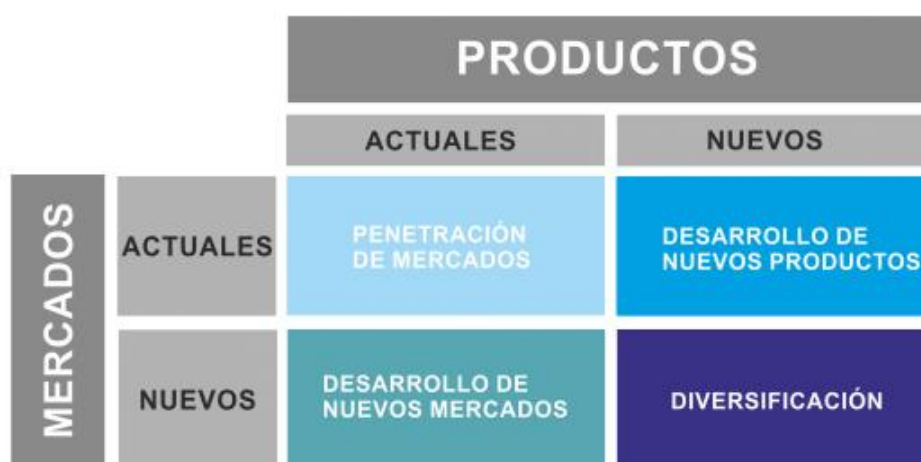 PRODUCTOS
ACTUALES
NUEVOS
MERCADOS
ACTUALES
PENETRACIÓN
DE MERCADOS
DESARROLLO DE
NUEVOS PRODUCTOS
NUEVOS
DESARROLLO DE
NUEVOS MERCADOS
DIVERSIFICACIÓN